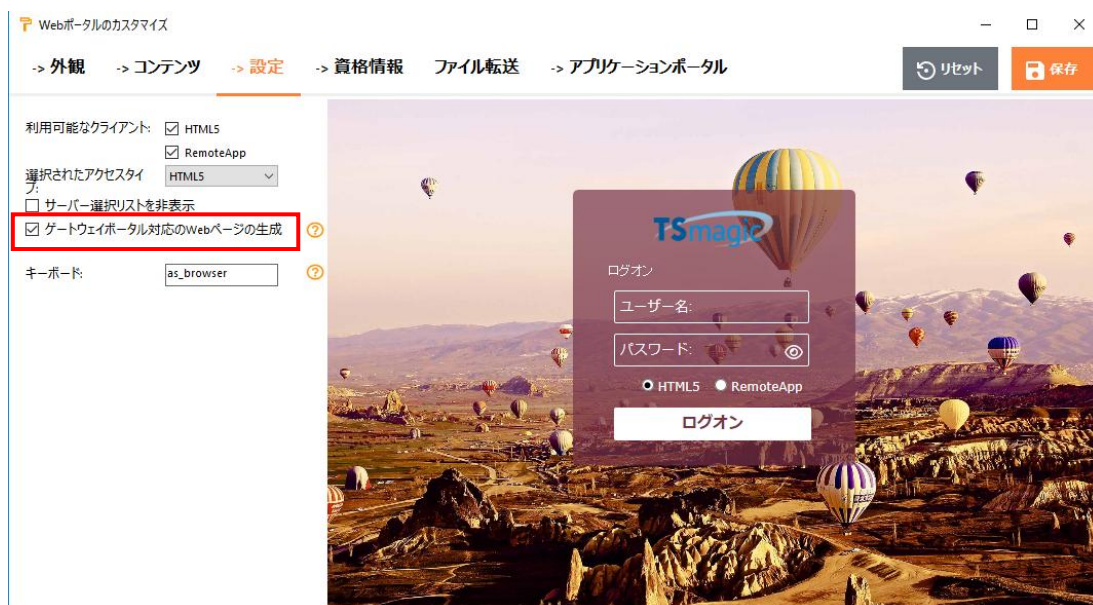 Webポータルのカスタマイズ
-> 外観 -> コンテンツ -> 設定 -> 資格情報 ファイル転送 -> アプリケーションポータル リセット 保存
利用可能なクライアント: HTML5
RemoteApp
選択されたアクセスタイプ: HTML5
サーバー選択リストを非表示
ゲートウェイポータル対応のWebページの生成 ?
キーボード: as_browser ?
TSmagic
ログオン
ユーザー名:
パスワード:
HTML5 RemoteApp
ログオン